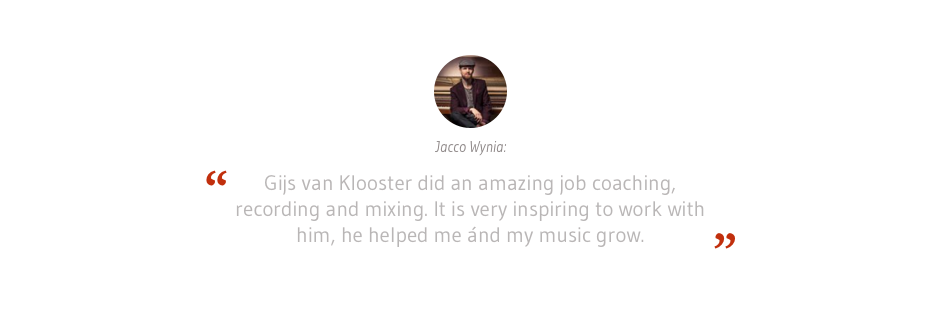 Jacco Wynia:
“ Gijs van Klooster did an amazing job coaching,
recording and mixing. It is very inspiring to work with
him, he helped me ánd my music grow. ”